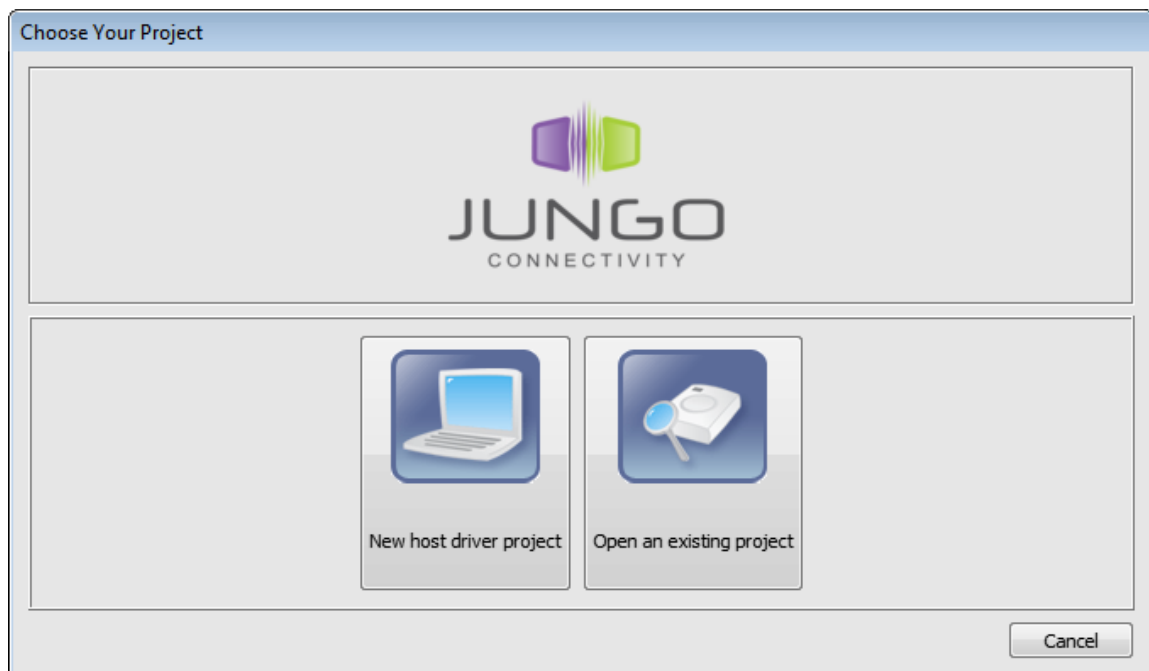 Choose Your Project
JUNGO
CONNECTIVITY
New host driver project
Open an existing project
Cancel